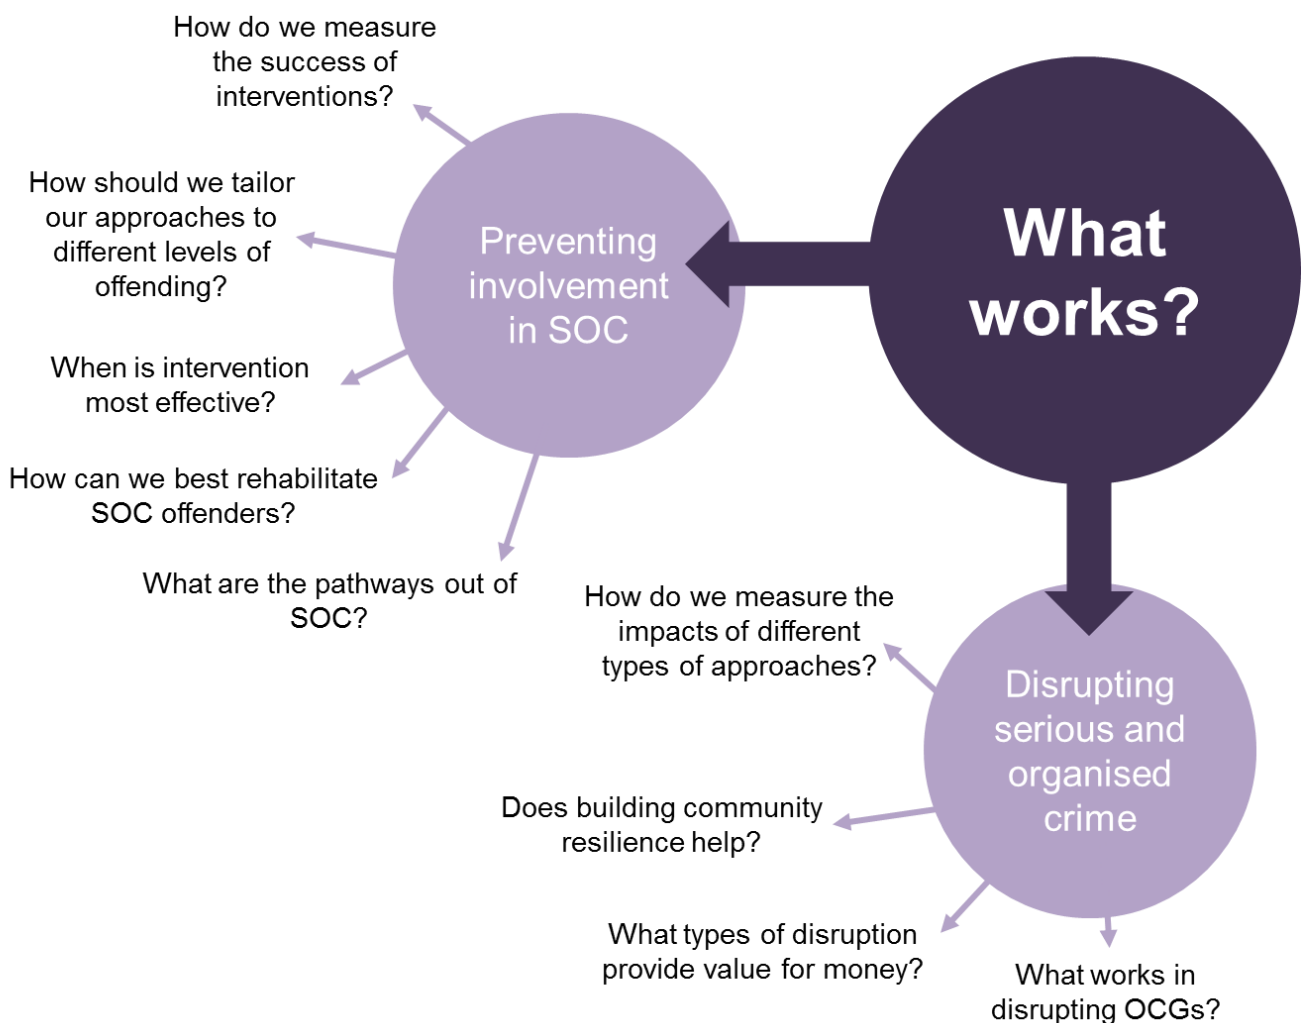 How do we measure
the success of
interventions?
How should we tailor
our approaches to
different levels of
offending?
When is intervention
most effective?
How can we best rehabilitate
SOC offenders?
What are the pathways out of
SOC?
Preventing
involvement
in SOC
What
works?
How do we measure the
impacts of different
types of approaches?
Does building community
resilience help?
What types of disruption
provide value for money?
What works in
disrupting OCGs?
Disrupting
serious and
organised
crime